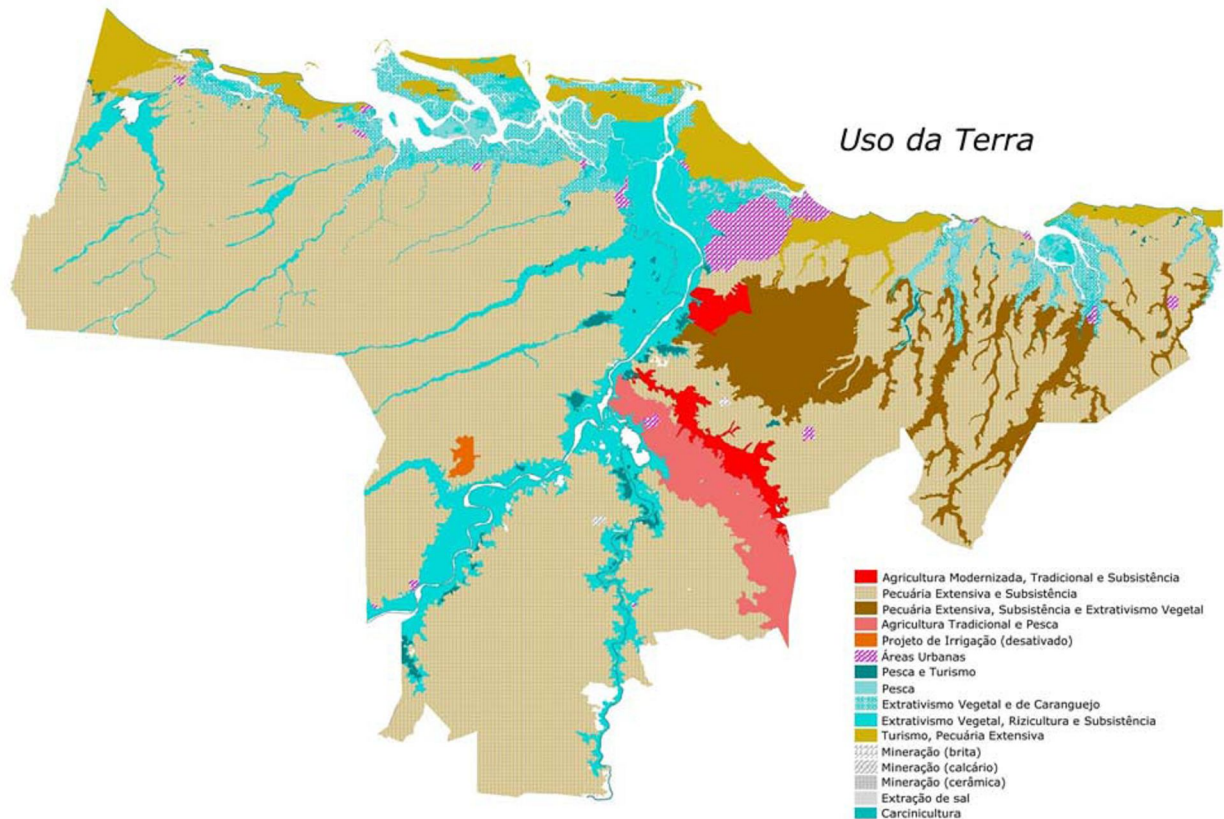 Uso da Terra
Agricultura Modernizada, Tradicional e Subsistência
Pecuária Extensiva e Subsistência
Pecuária Extensiva, Subsistência e Extrativismo Vegetal
Agricultura Tradicional e Pesca
Projeto de Irrigação (desativado)
Áreas Urbanas
Pesca e Turismo
Pesca
Extrativismo Vegetal e de Caranguejo
Extrativismo Vegetal, Rizicultura e Subsistência
Turismo, Pecuária Extensiva
Mineração (brita)
Mineração (calcário)
Mineração (cerâmica)
Extração de sal
Carcinicultura